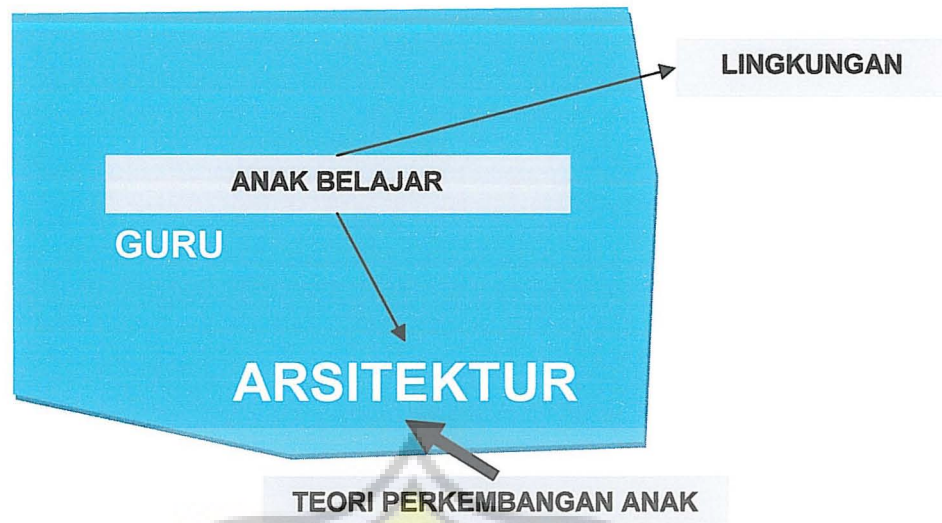 LINGKUNGAN
ANAK BELAJAR
GURU
ARSITEKTUR
TEORI PERKEMBANGAN ANAK